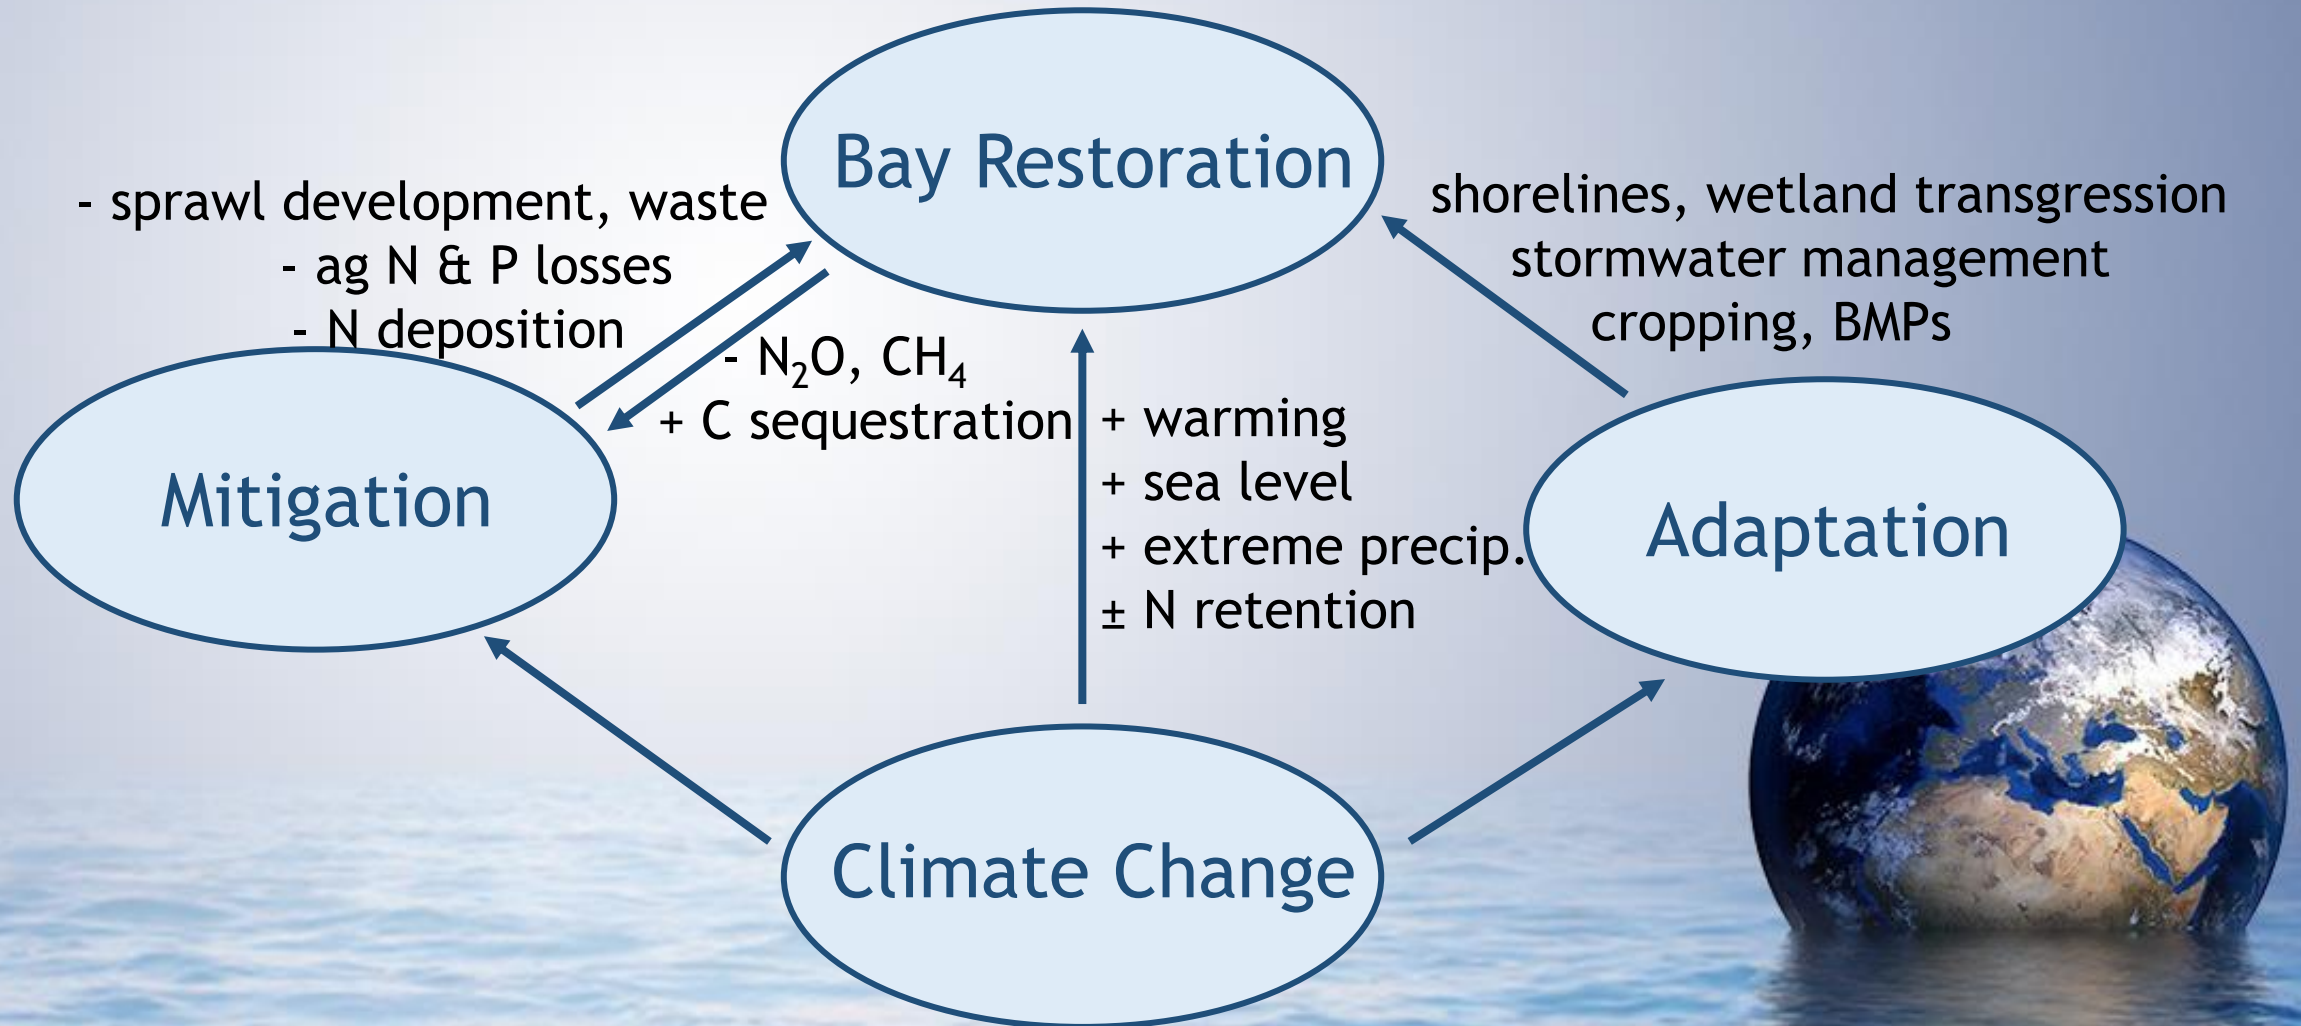 Bay Restoration
- sprawl development, waste
- ag N & P losses
- N deposition
shorelines, wetland transgression
stormwater management
cropping, BMPs
- N₂O, CH₄
+ C sequestration
+ warming
+ sea level
+ extreme precip.
± N retention
Mitigation
Adaptation
Climate Change